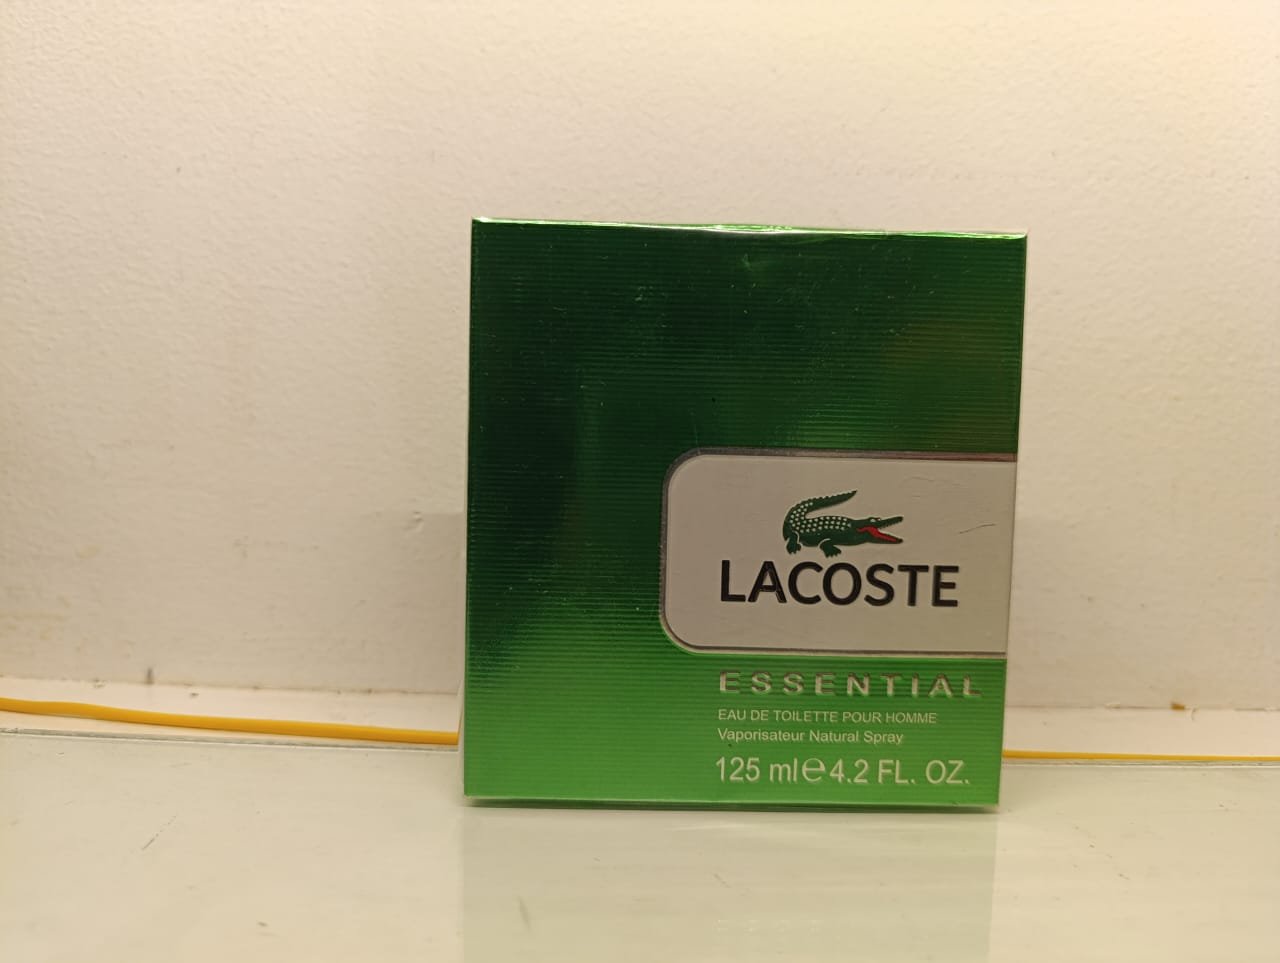 LACOSTE
ESSENTIAL
EAU DE TOILETTE POUR HOMME
Vaporisateur Natural Spray
125 ml℮4.2 FL. OZ.